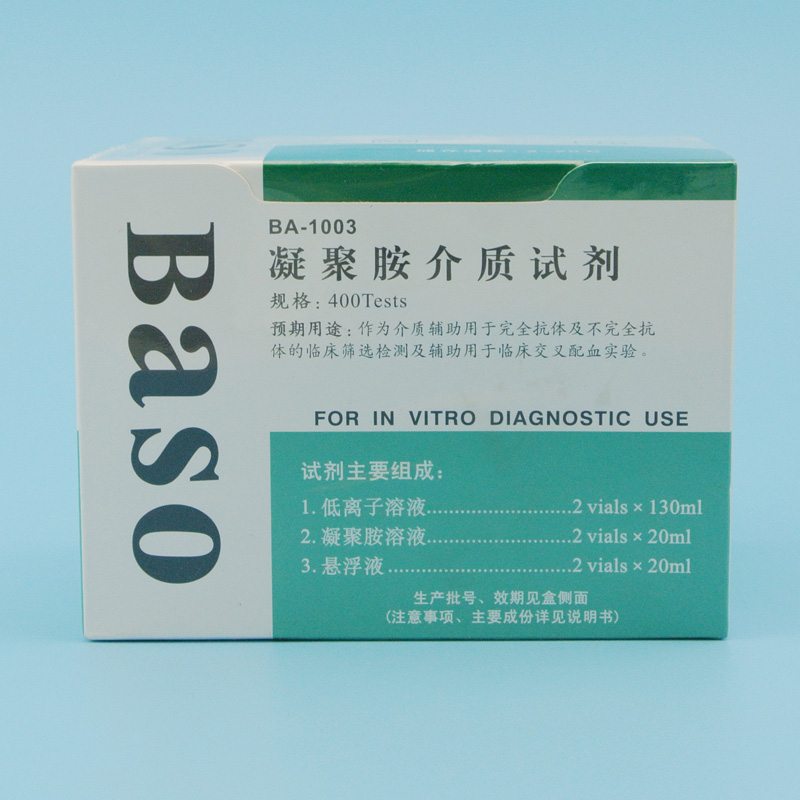 Baso
BA-1003
凝聚胺介质试剂
规格：400Tests
预期用途：作为介质辅助用于完全抗体及不完全抗
体的临床筛选检测及辅助用于临床交叉配血实验。
FOR IN VITRO DIAGNOSTIC USE
试剂主要组成：
1. 低离子溶液..........................2 vials × 130ml
2. 凝聚胺溶液..........................2 vials × 20ml
3. 悬浮液.................................2 vials × 20ml
生产批号、效期见盒侧面
(注意事项、主要成份详见说明书)